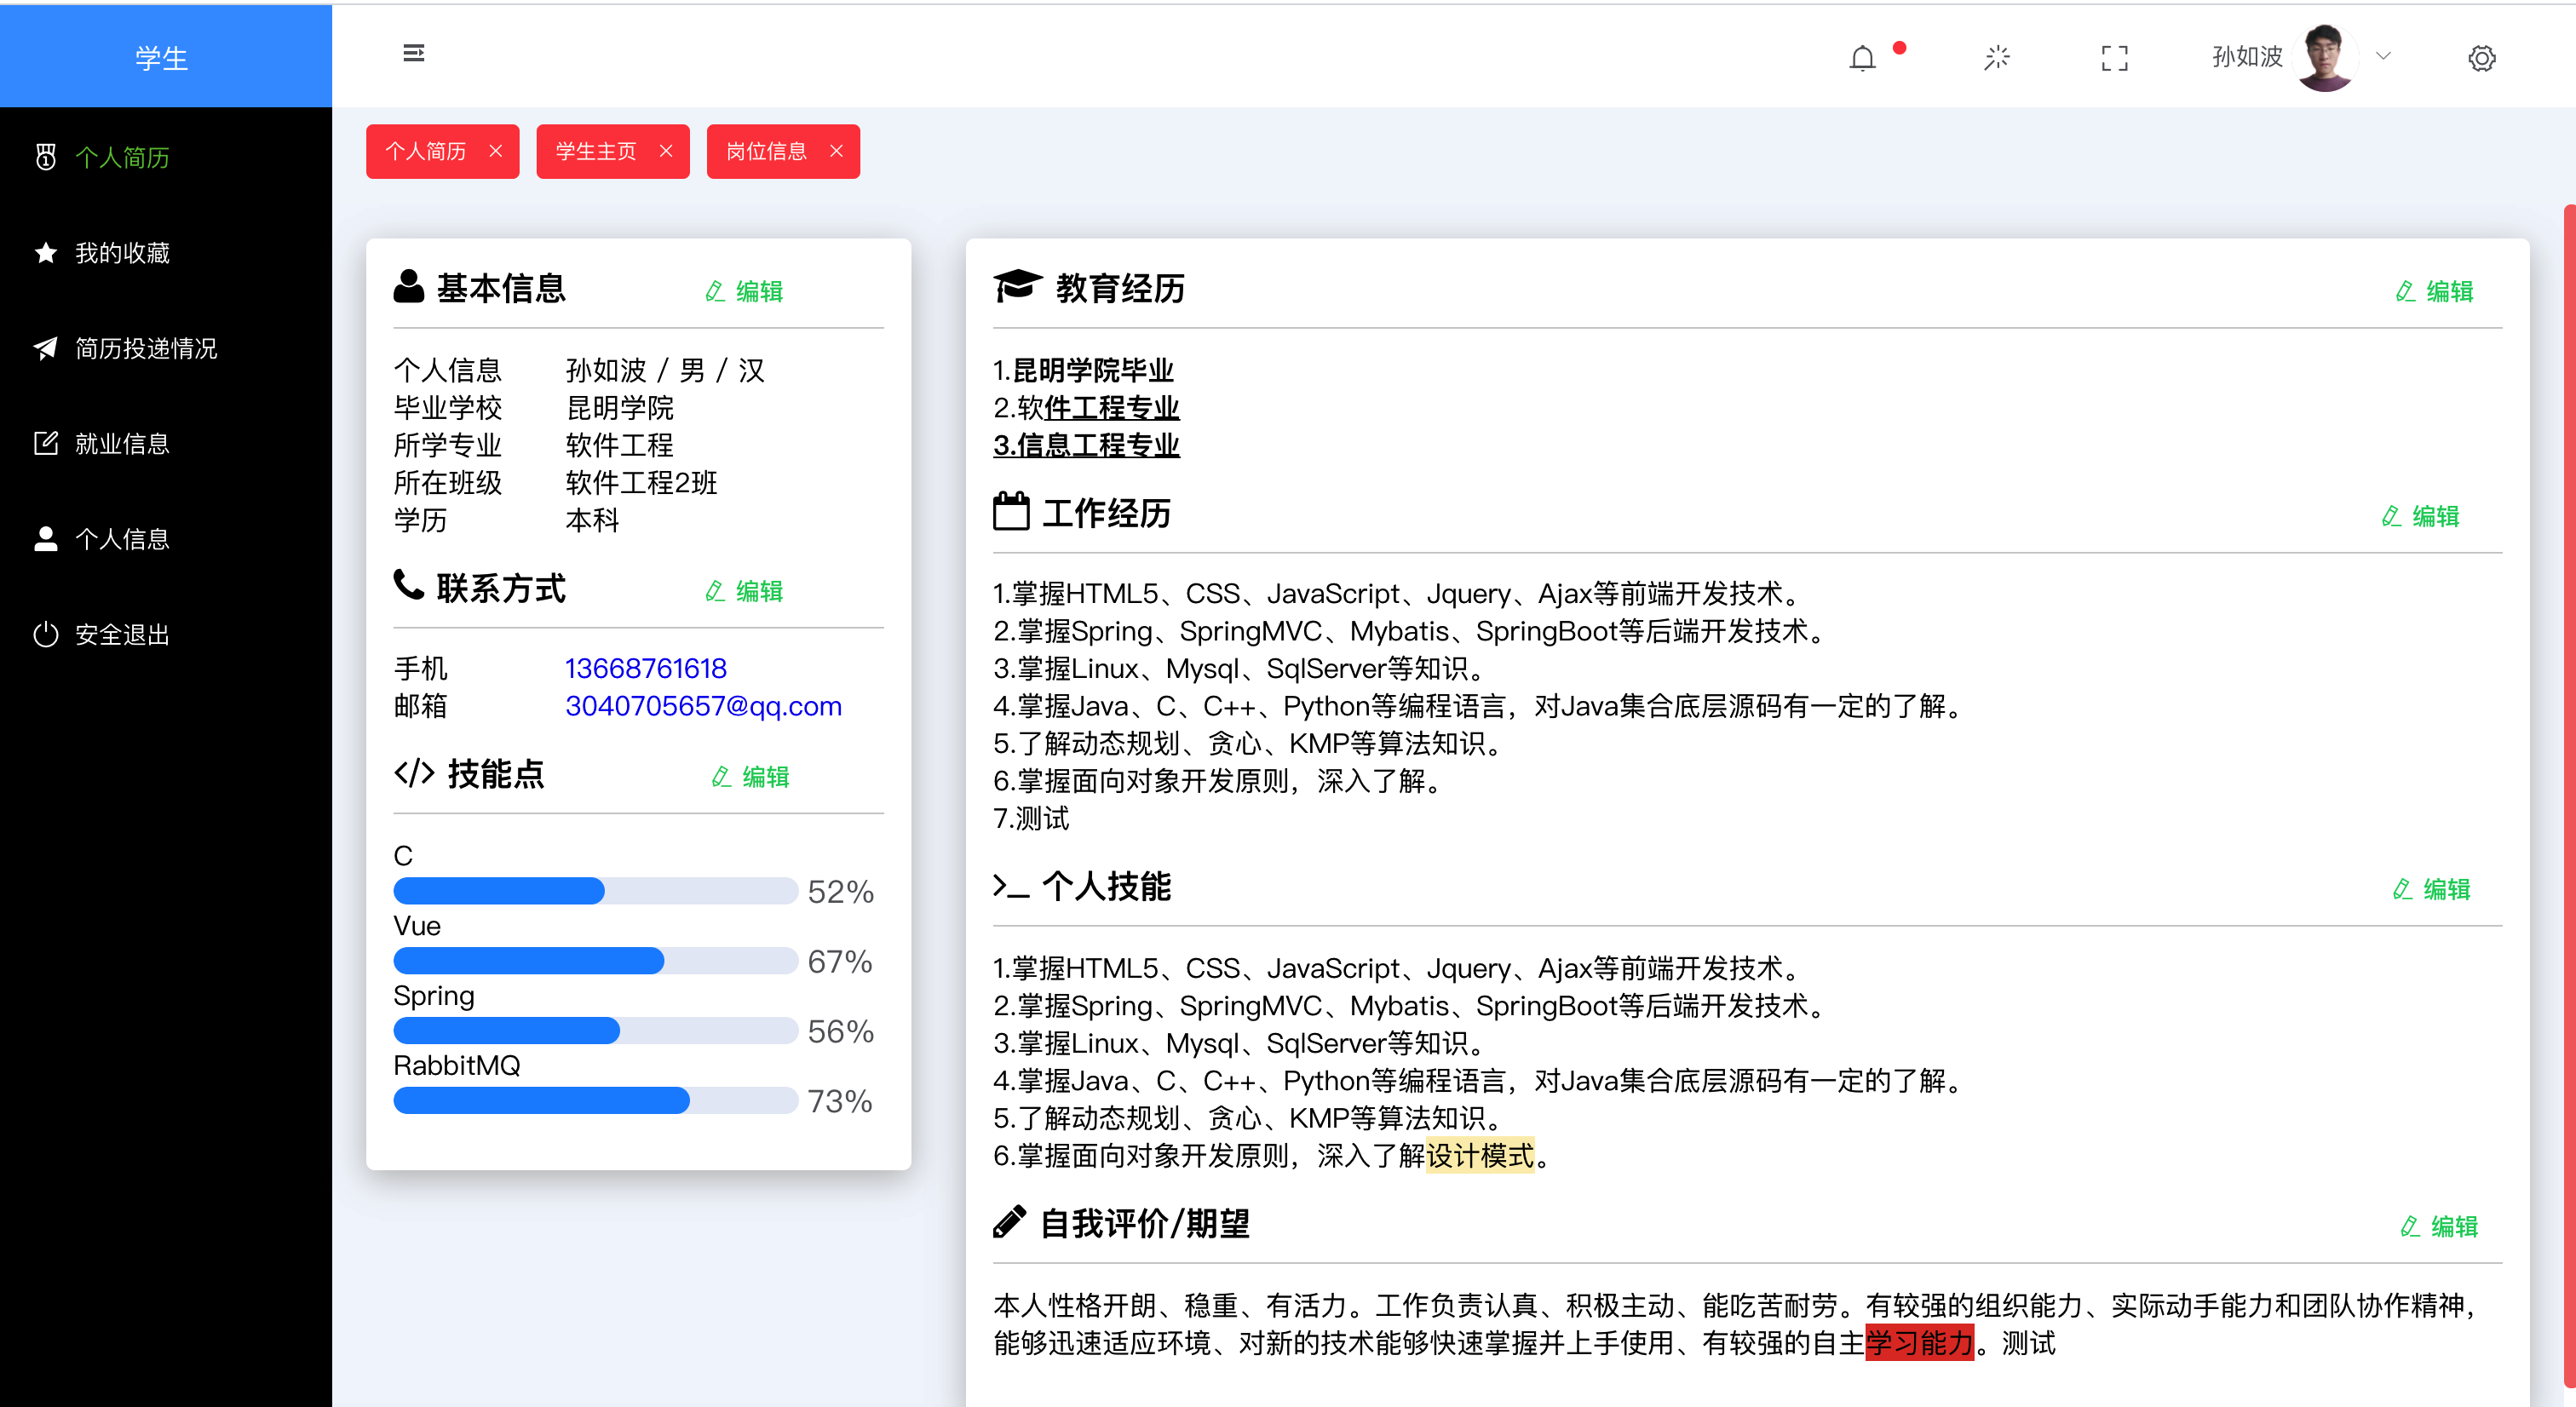 学生
孙如波
个人简历
我的收藏
简历投递情况
就业信息
个人信息
安全退出
个人简历 学生主页 岗位信息
基本信息 编辑
个人信息 孙如波 / 男 / 汉
毕业学校 昆明学院
所学专业 软件工程
所在班级 软件工程2班
学历 本科
联系方式 编辑
手机 13668761618
邮箱 3040705657@qq.com
技能点 编辑
C
52%
Vue
67%
Spring
56%
RabbitMQ
73%
教育经历 编辑
1.昆明学院毕业
2.软件工程专业
3.信息工程专业
工作经历 编辑
1.掌握HTML5、CSS、JavaScript、Jquery、Ajax等前端开发技术。
2.掌握Spring、SpringMVC、Mybatis、SpringBoot等后端开发技术。
3.掌握Linux、Mysql、SqlServer等知识。
4.掌握Java、C、C++、Python等编程语言，对Java集合底层源码有一定的了解。
5.了解动态规划、贪心、KMP等算法知识。
6.掌握面向对象开发原则，深入了解。
7.测试
个人技能 编辑
1.掌握HTML5、CSS、JavaScript、Jquery、Ajax等前端开发技术。
2.掌握Spring、SpringMVC、Mybatis、SpringBoot等后端开发技术。
3.掌握Linux、Mysql、SqlServer等知识。
4.掌握Java、C、C++、Python等编程语言，对Java集合底层源码有一定的了解。
5.了解动态规划、贪心、KMP等算法知识。
6.掌握面向对象开发原则，深入了解设计模式。
自我评价/期望 编辑
本人性格开朗、稳重、有活力。工作负责认真、积极主动、能吃苦耐劳。有较强的组织能力、实际动手能力和团队协作精神，
能够迅速适应环境、对新的技术能够快速掌握并上手使用、有较强的自主学习能力。测试